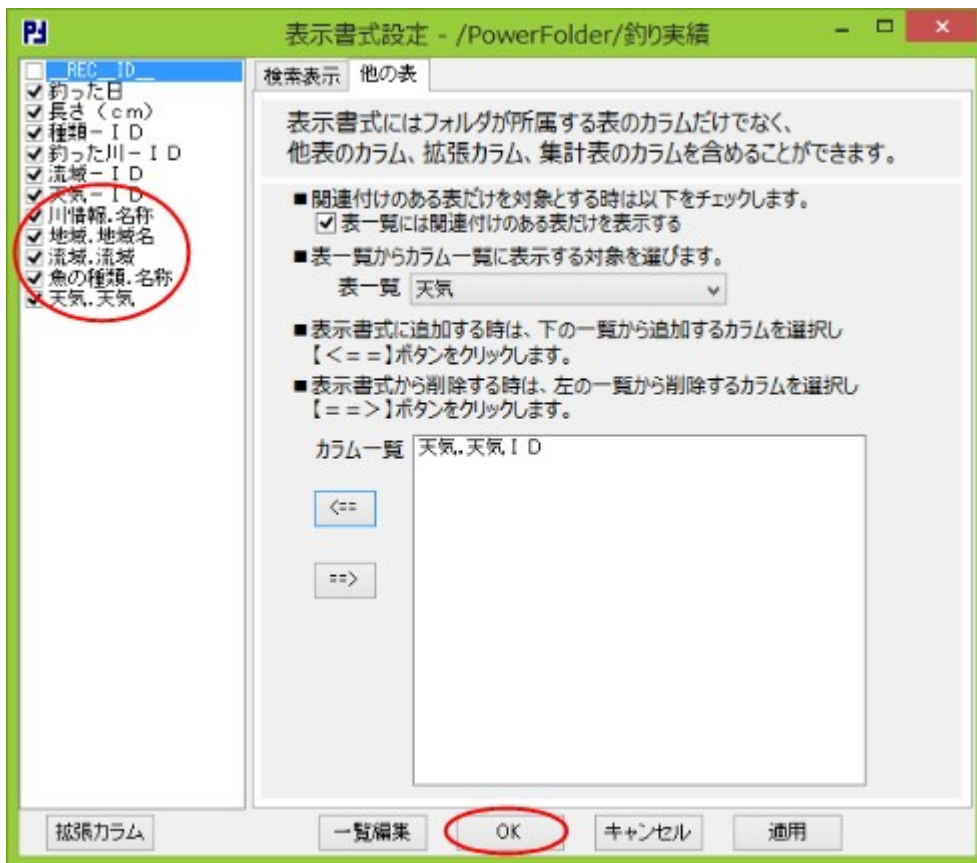 表示書式設定 - /PowerFolder/釣り実績
__REC_ID__
釣った日
長さ(cm)
種類-ID
釣った川-ID
流域-ID
天気-ID
川情報.名称
地域.地域名
流域.流域
魚の種類.名称
天気.天気
検索表示 他の表
表示書式にはフォルダが所属する表のカラムだけでなく、
他表のカラム、拡張カラム、集計表のカラムを含めることができます。
■関連付けのある表だけを対象とする時は以下をチェックします。
表一覧には関連付けのある表だけを表示する
■表一覧からカラム一覧に表示する対象を選びます。
表一覧 天気
■表示書式に追加する時は、下の一覧から追加するカラムを選択し
【<==】ボタンをクリックします。
■表示書式から削除する時は、左の一覧から削除するカラムを選択し
【==>】ボタンをクリックします。
カラム一覧 天気.天気ID
<==
==>
拡張カラム 一覧編集 OK キャンセル 適用